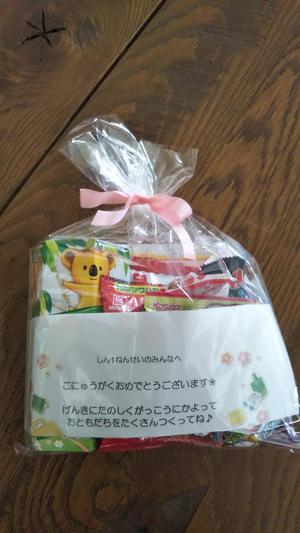 しん1ねんせいのみんなへ
ごにゅうがくおめでとうございます❀
げんきにたのしくがっこうにかよって
おともだちをたくさんつくってね♪